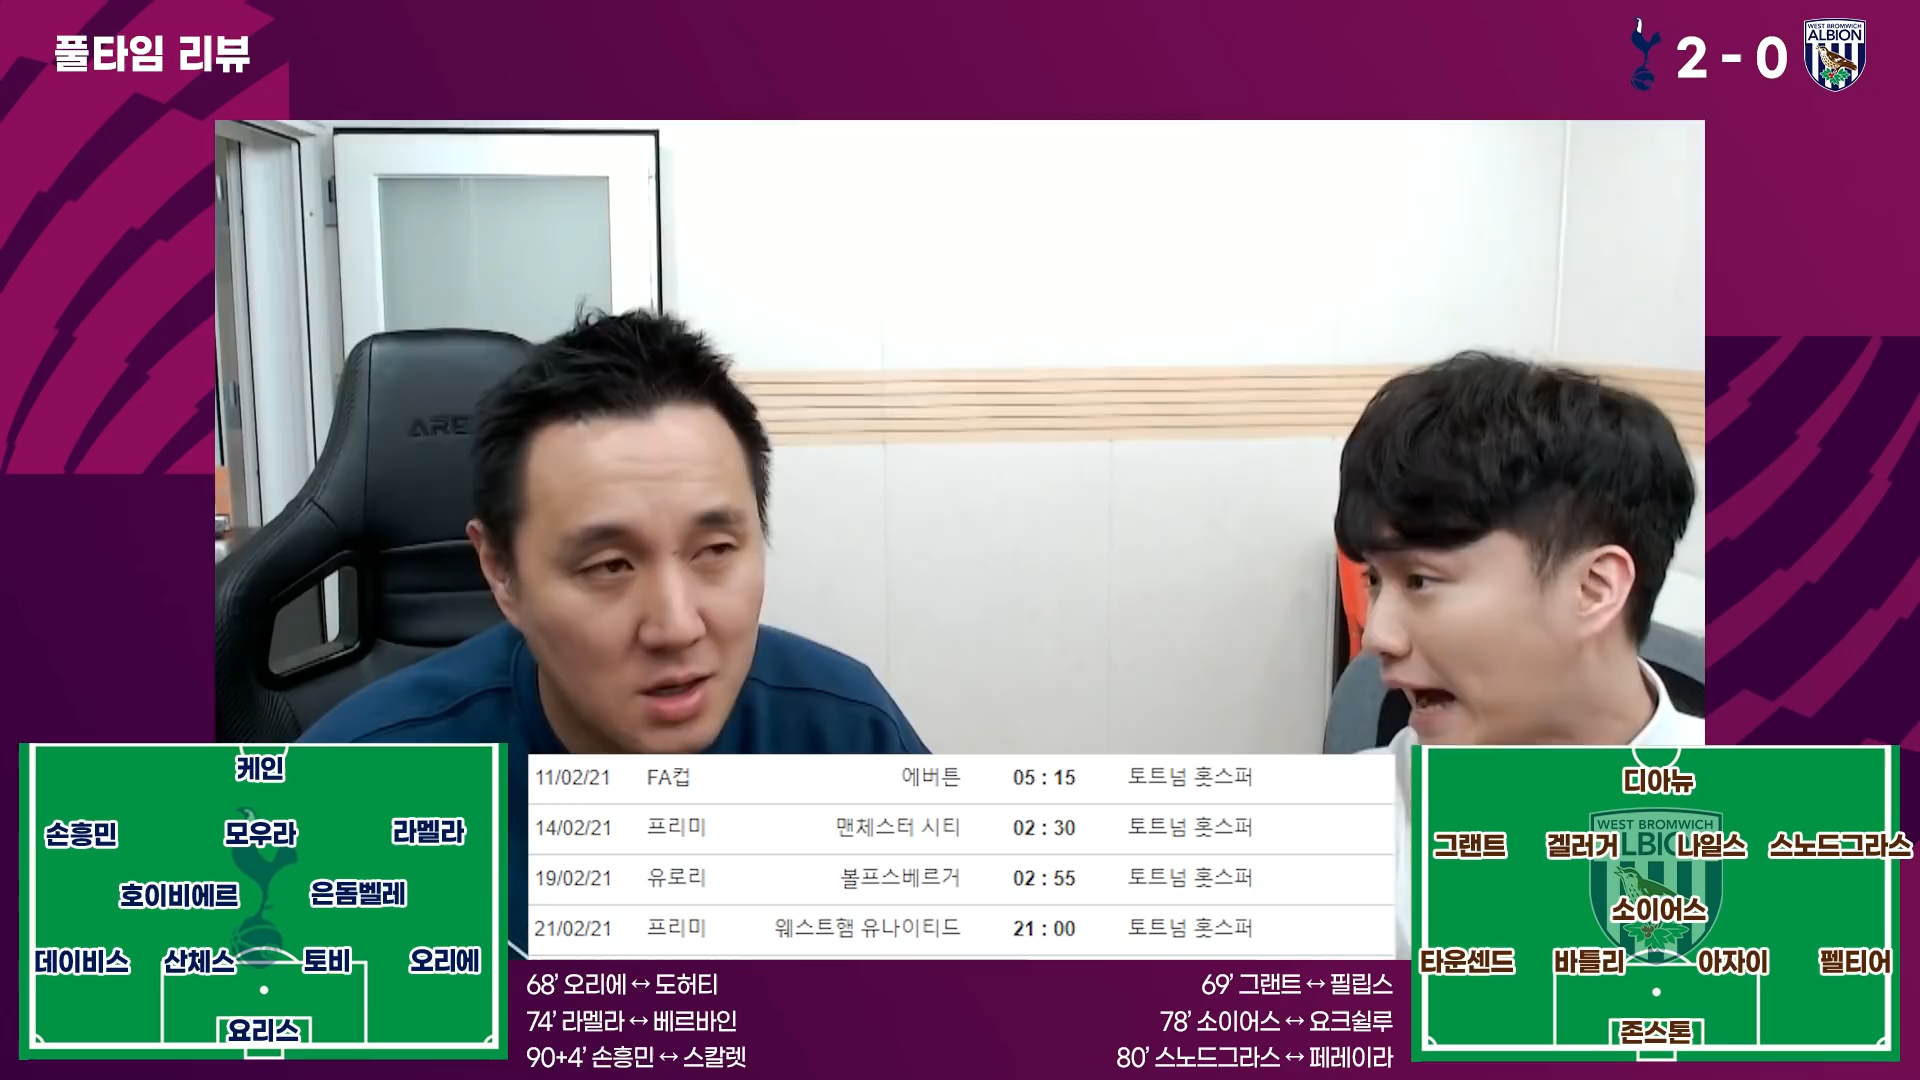 풀타임 리뷰
2 - 0
WEST BROMWICH
ALBION
ARE
11/02/21 FA컵 에버튼 05 : 15 토트넘 홋스퍼
14/02/21 프리미 맨체스터 시티 02 : 30 토트넘 홋스퍼
19/02/21 유로리 볼프스베르거 02 : 55 토트넘 홋스퍼
21/02/21 프리미 웨스트햄 유나이티드 21 : 00 토트넘 홋스퍼
케인
손흥민 모우라 라멜라
호이비에르 은돔벨레
데이비스 산체스 토비 오리에
요리스
68’ 오리에 ↔ 도허티
74’ 라멜라 ↔ 베르바인
90+4’ 손흥민 ↔ 스칼렛
69’ 그랜트 ↔ 필립스
78’ 소이어스 ↔ 요크쉴루
80’ 스노드그라스 ↔ 페레이라
디아뉴
WEST BROMWICH
LBIO
그랜트 겔러거 나일스 스노드그라스
소이어스
타운센드 바틀리 아자이 펠티어
존스톤